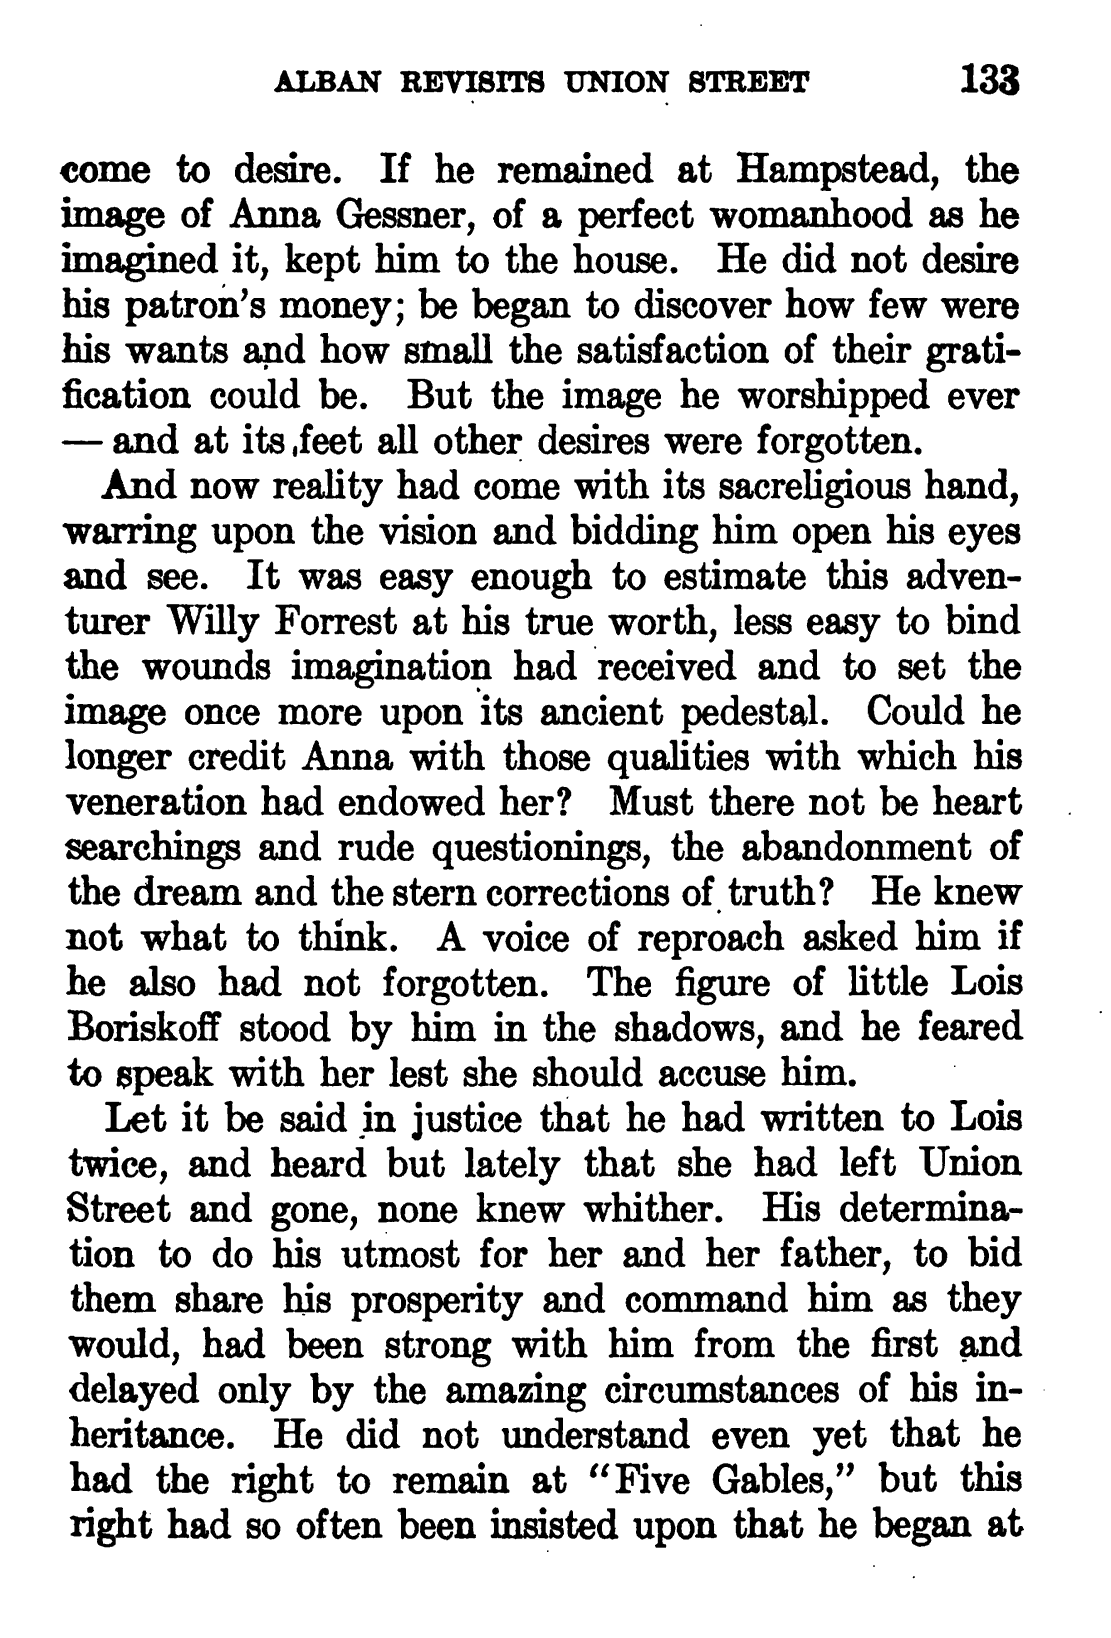 ALBAN REVISITS UNION STREET 133
come to desire. If he remained at Hampstead, the
image of Anna Gessner, of a perfect womanhood as he
imagined it, kept him to the house. He did not desire
his patron's money; be began to discover how few were
his wants and how small the satisfaction of their grati-
fication could be. But the image he worshipped ever
— and at its feet all other desires were forgotten.
And now reality had come with its sacreligious hand,
warring upon the vision and bidding him open his eyes
and see. It was easy enough to estimate this adven-
turer Willy Forrest at his true worth, less easy to bind
the wounds imagination had received and to set the
image once more upon its ancient pedestal. Could he
longer credit Anna with those qualities with which his
veneration had endowed her? Must there not be heart
searchings and rude questionings, the abandonment of
the dream and the stern corrections of truth? He knew
not what to think. A voice of reproach asked him if
he also had not forgotten. The figure of little Lois
Boriskoff stood by him in the shadows, and he feared
to speak with her lest she should accuse him.
Let it be said in justice that he had written to Lois
twice, and heard but lately that she had left Union
Street and gone, none knew whither. His determina-
tion to do his utmost for her and her father, to bid
them share his prosperity and command him as they
would, had been strong with him from the first and
delayed only by the amazing circumstances of his in-
heritance. He did not understand even yet that he
had the right to remain at "Five Gables," but this
right had so often been insisted upon that he began at